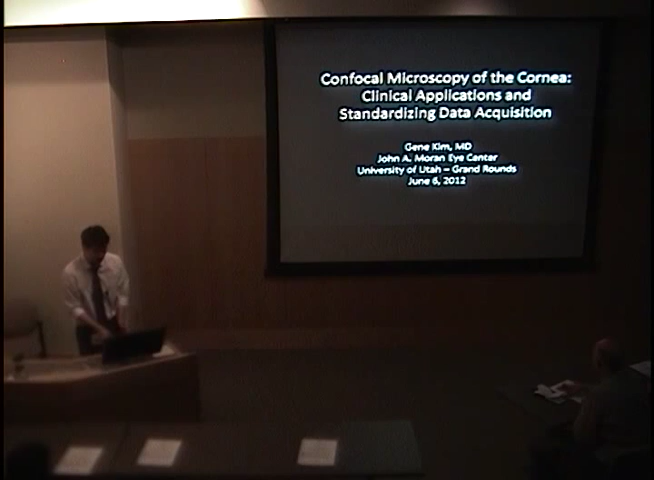 Confocal Microscopy of the Cornea:
Clinical Applications and
Standardizing Data Acquisition
Gene Kim, MD
John A. Moran Eye Center
University of Utah – Grand Rounds
June 6, 2012